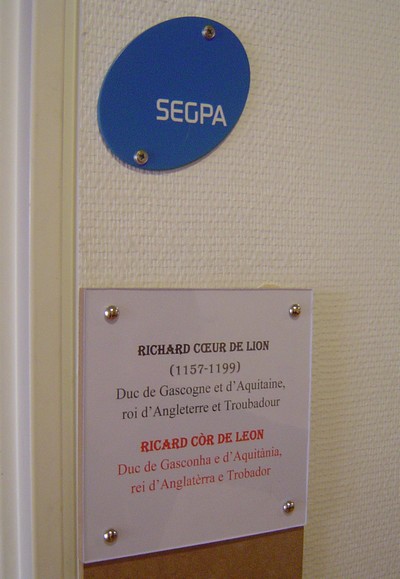 SEGPA
RICHARD CŒUR DE LION
(1157-1199)
Duc de Gascogne et d'Aquitaine,
roi d'Angleterre et Troubadour
RICARD CÒR DE LEON
Duc de Gasconha e d'Aquitània,
rei d'Anglatèrra e Trobador